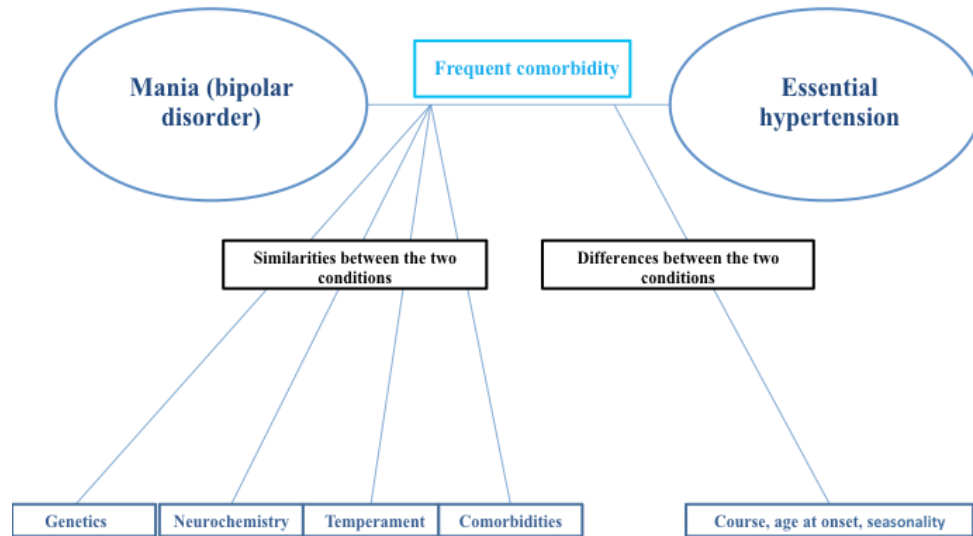 Frequent comorbidity
Mania (bipolar
disorder)
Essential
hypertension
Similarities between the two
conditions
Differences between the two
conditions
Genetics
Neurochemistry
Temperament
Comorbidities
Course, age at onset, seasonality